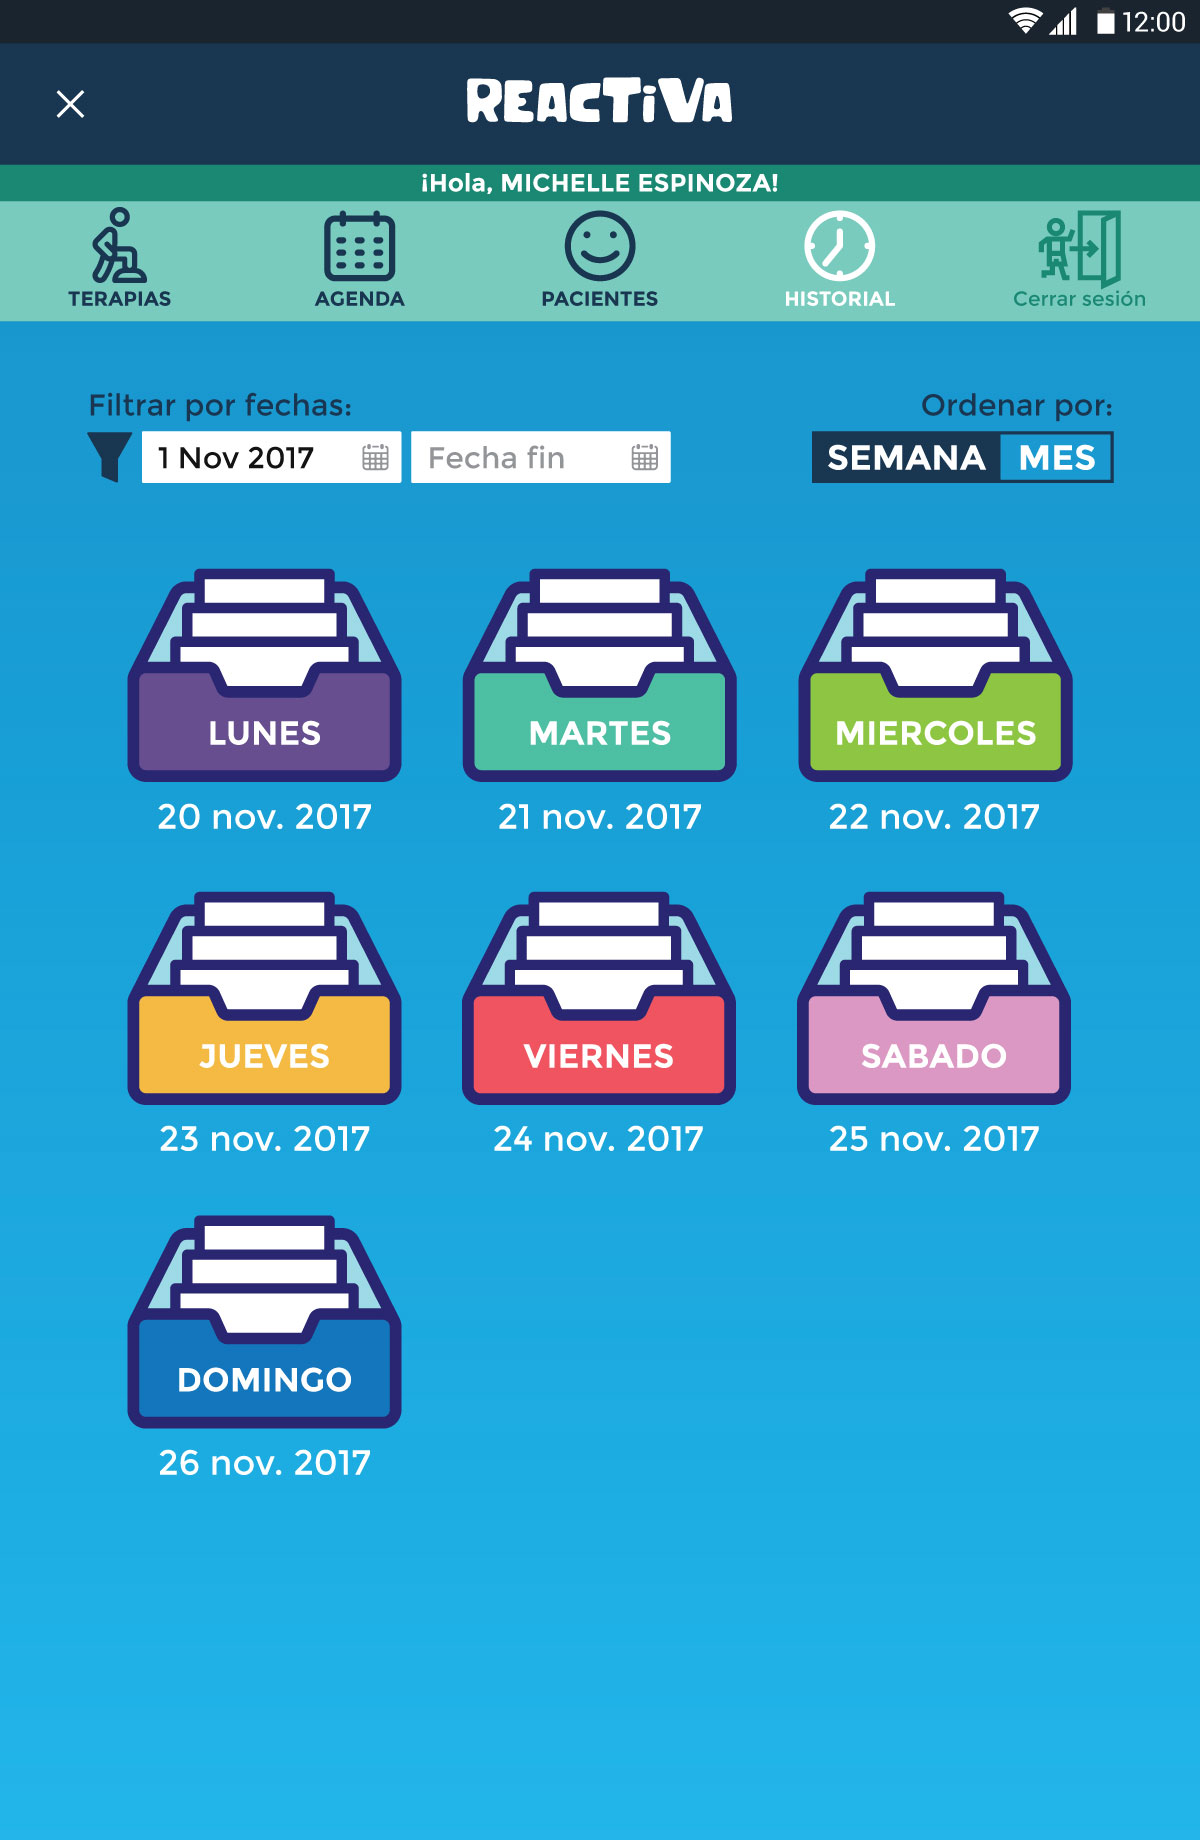 12:00
REACTiVA
¡Hola, MICHELLE ESPINOZA!
TERAPIAS
AGENDA
PACIENTES
HISTORIAL
Cerrar sesión
Filtrar por fechas:
Ordenar por:
1 Nov 2017
Fecha fin
SEMANA
MES
LUNES
MARTES
MIERCOLES
20 nov. 2017
21 nov. 2017
22 nov. 2017
JUEVES
VIERNES
SABADO
23 nov. 2017
24 nov. 2017
25 nov. 2017
DOMINGO
26 nov. 2017